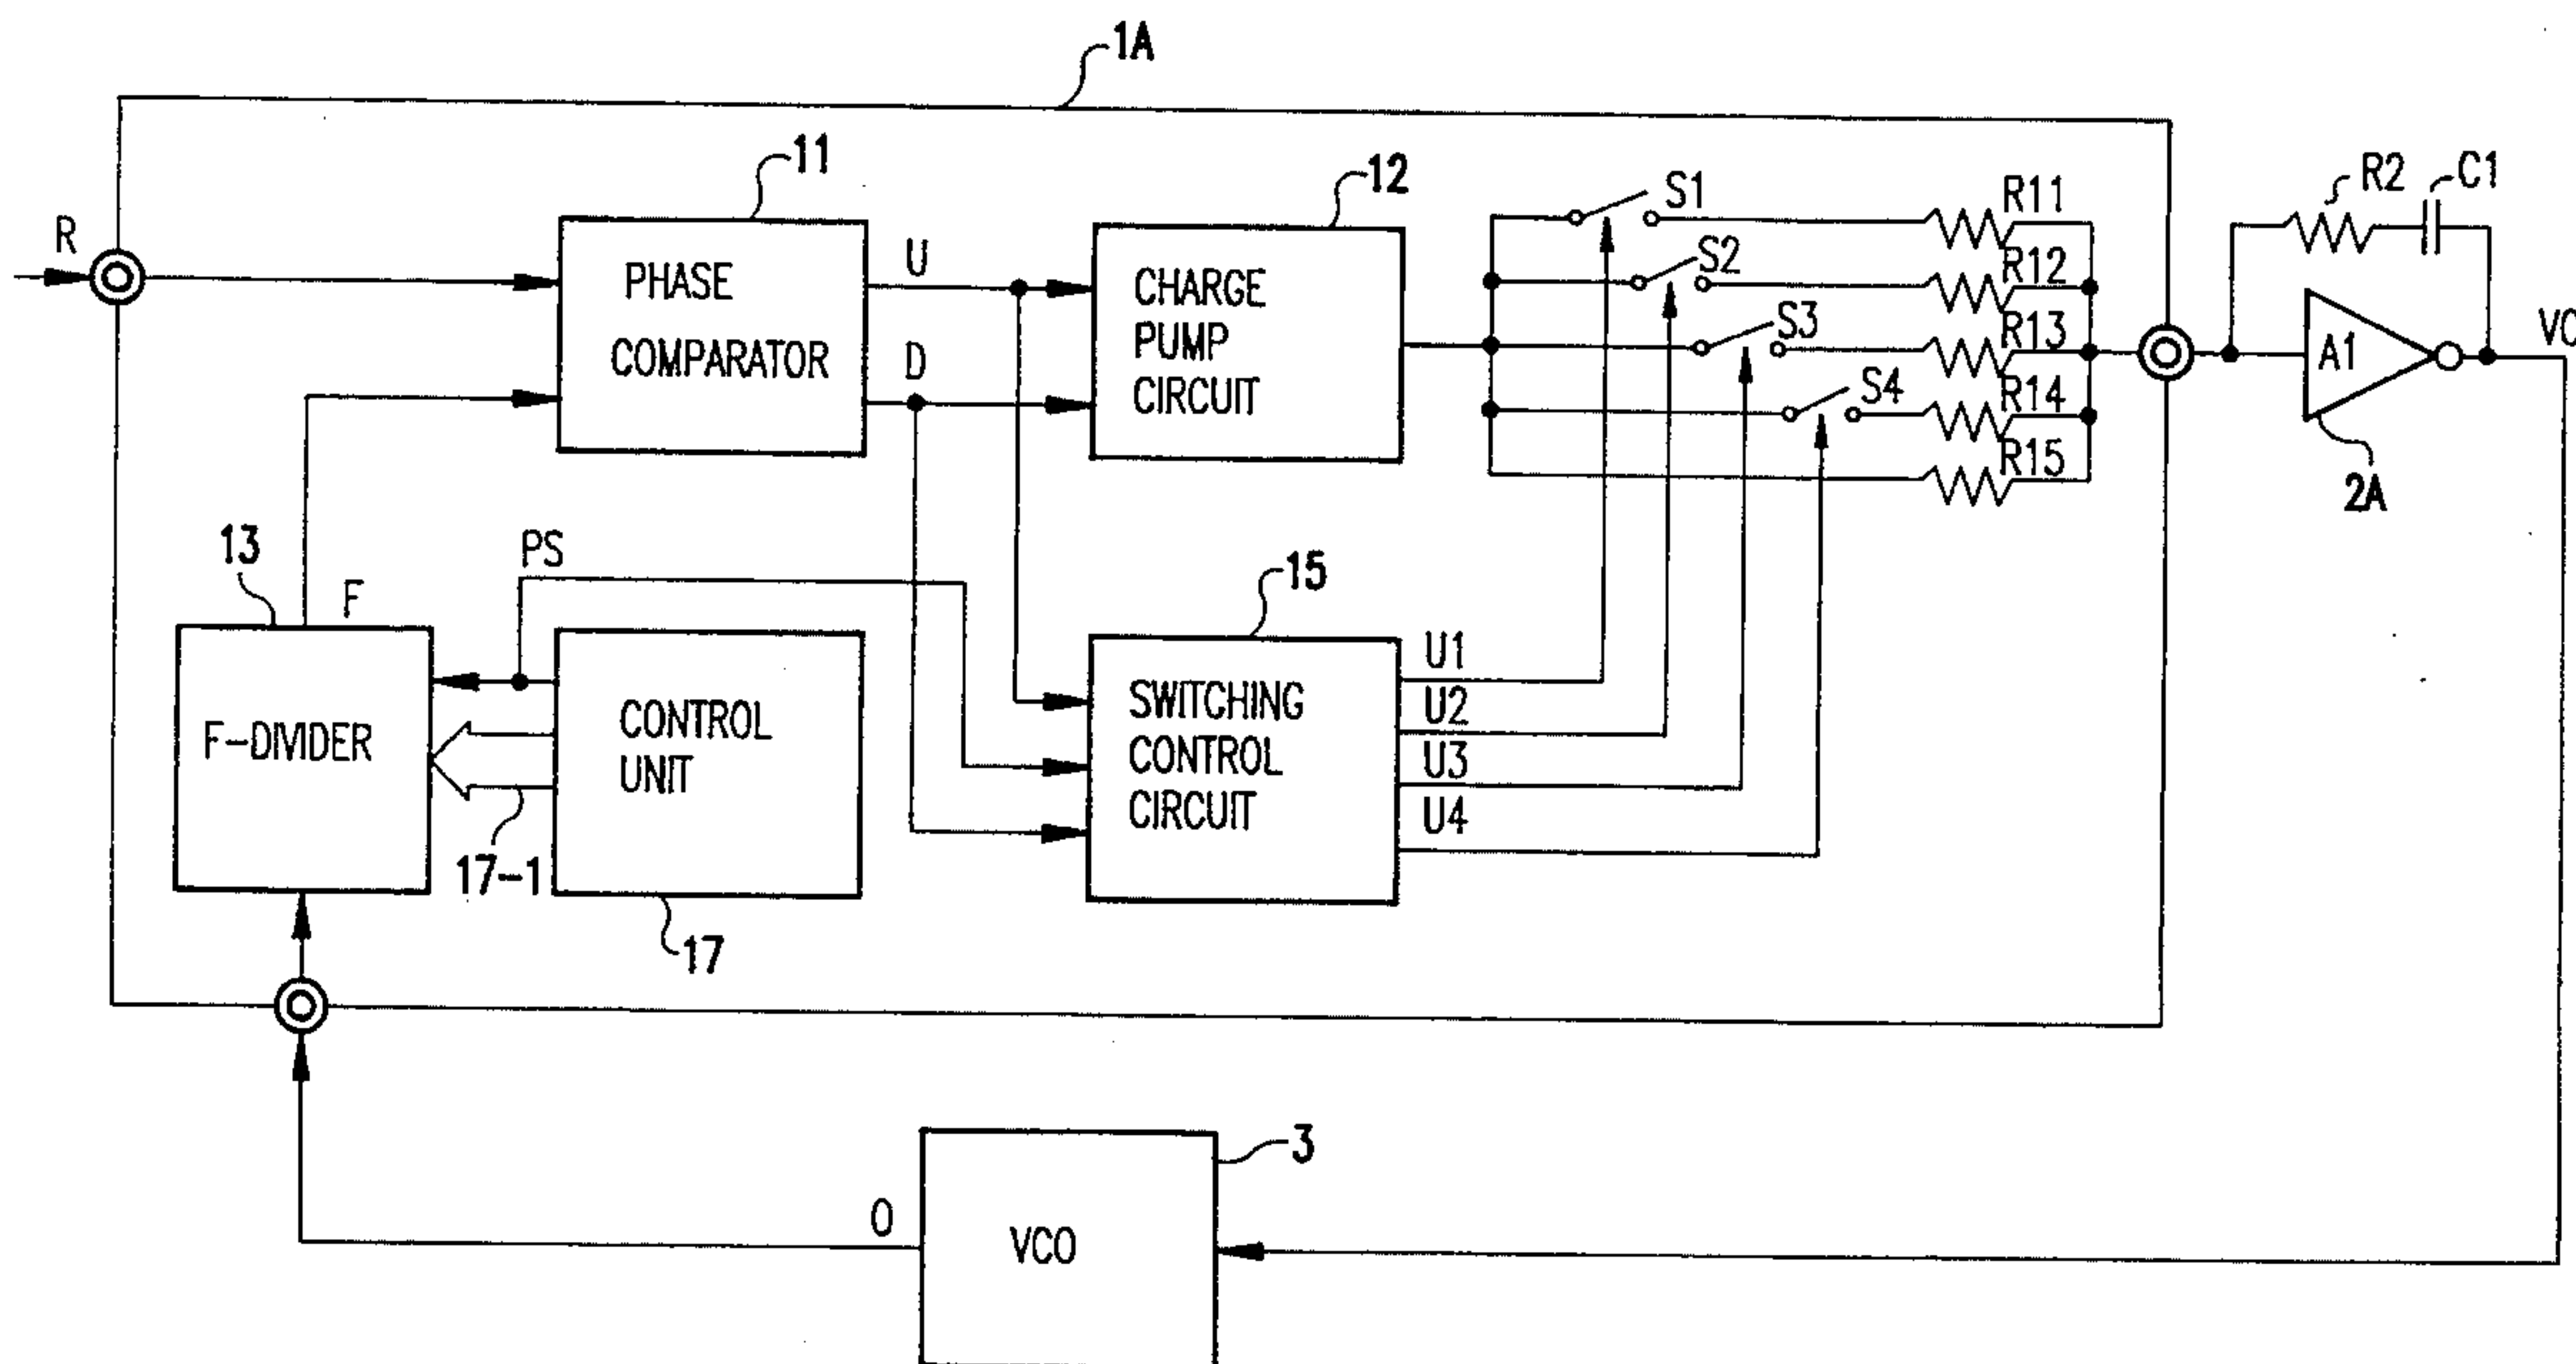 1A
11
12
R
U
D
PHASE
COMPARATOR
CHARGE
PUMP
CIRCUIT
S1
S2
S3
S4
R11
R12
R13
R14
R15
R2
C1
A1
2A
13
F
PS
15
F-DIVIDER
CONTROL
UNIT
17-1
17
SWITCHING
CONTROL
CIRCUIT
U1
U2
U3
U4
O
VCO
3